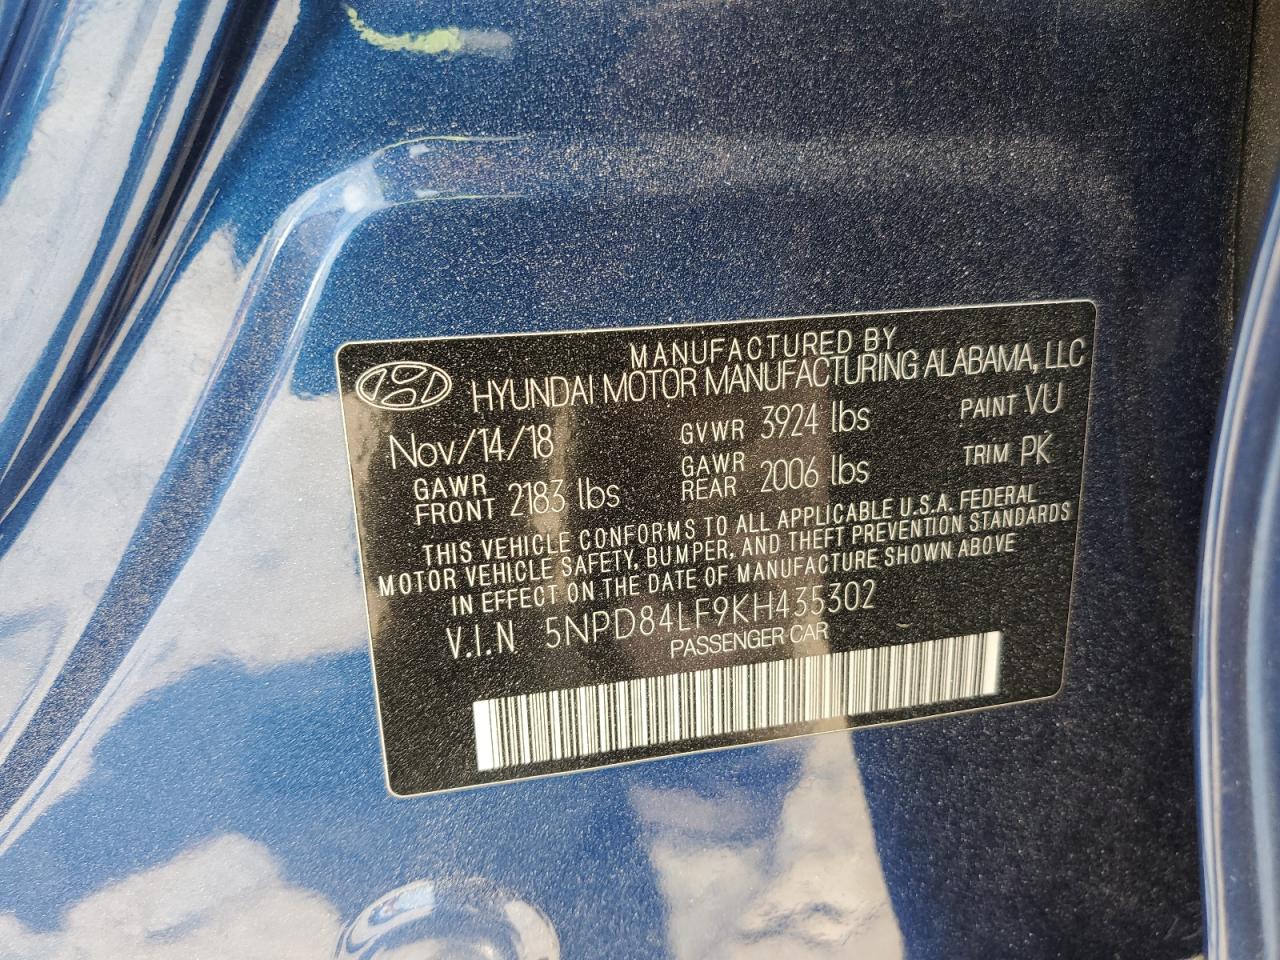 MANUFACTURED BY
HYUNDAI MOTOR MANUFACTURING ALABAMA, LLC
Nov/14/18 GVWR 3924 lbs PAINT VU
GAWR FRONT 2183 lbs GAWR REAR 2006 lbs TRIM PK
THIS VEHICLE CONFORMS TO ALL APPLICABLE U.S.A. FEDERAL
MOTOR VEHICLE SAFETY, BUMPER, AND THEFT PREVENTION STANDARDS
IN EFFECT ON THE DATE OF MANUFACTURE SHOWN ABOVE
V.I.N 5NPD84LF9KH435302
PASSENGER CAR